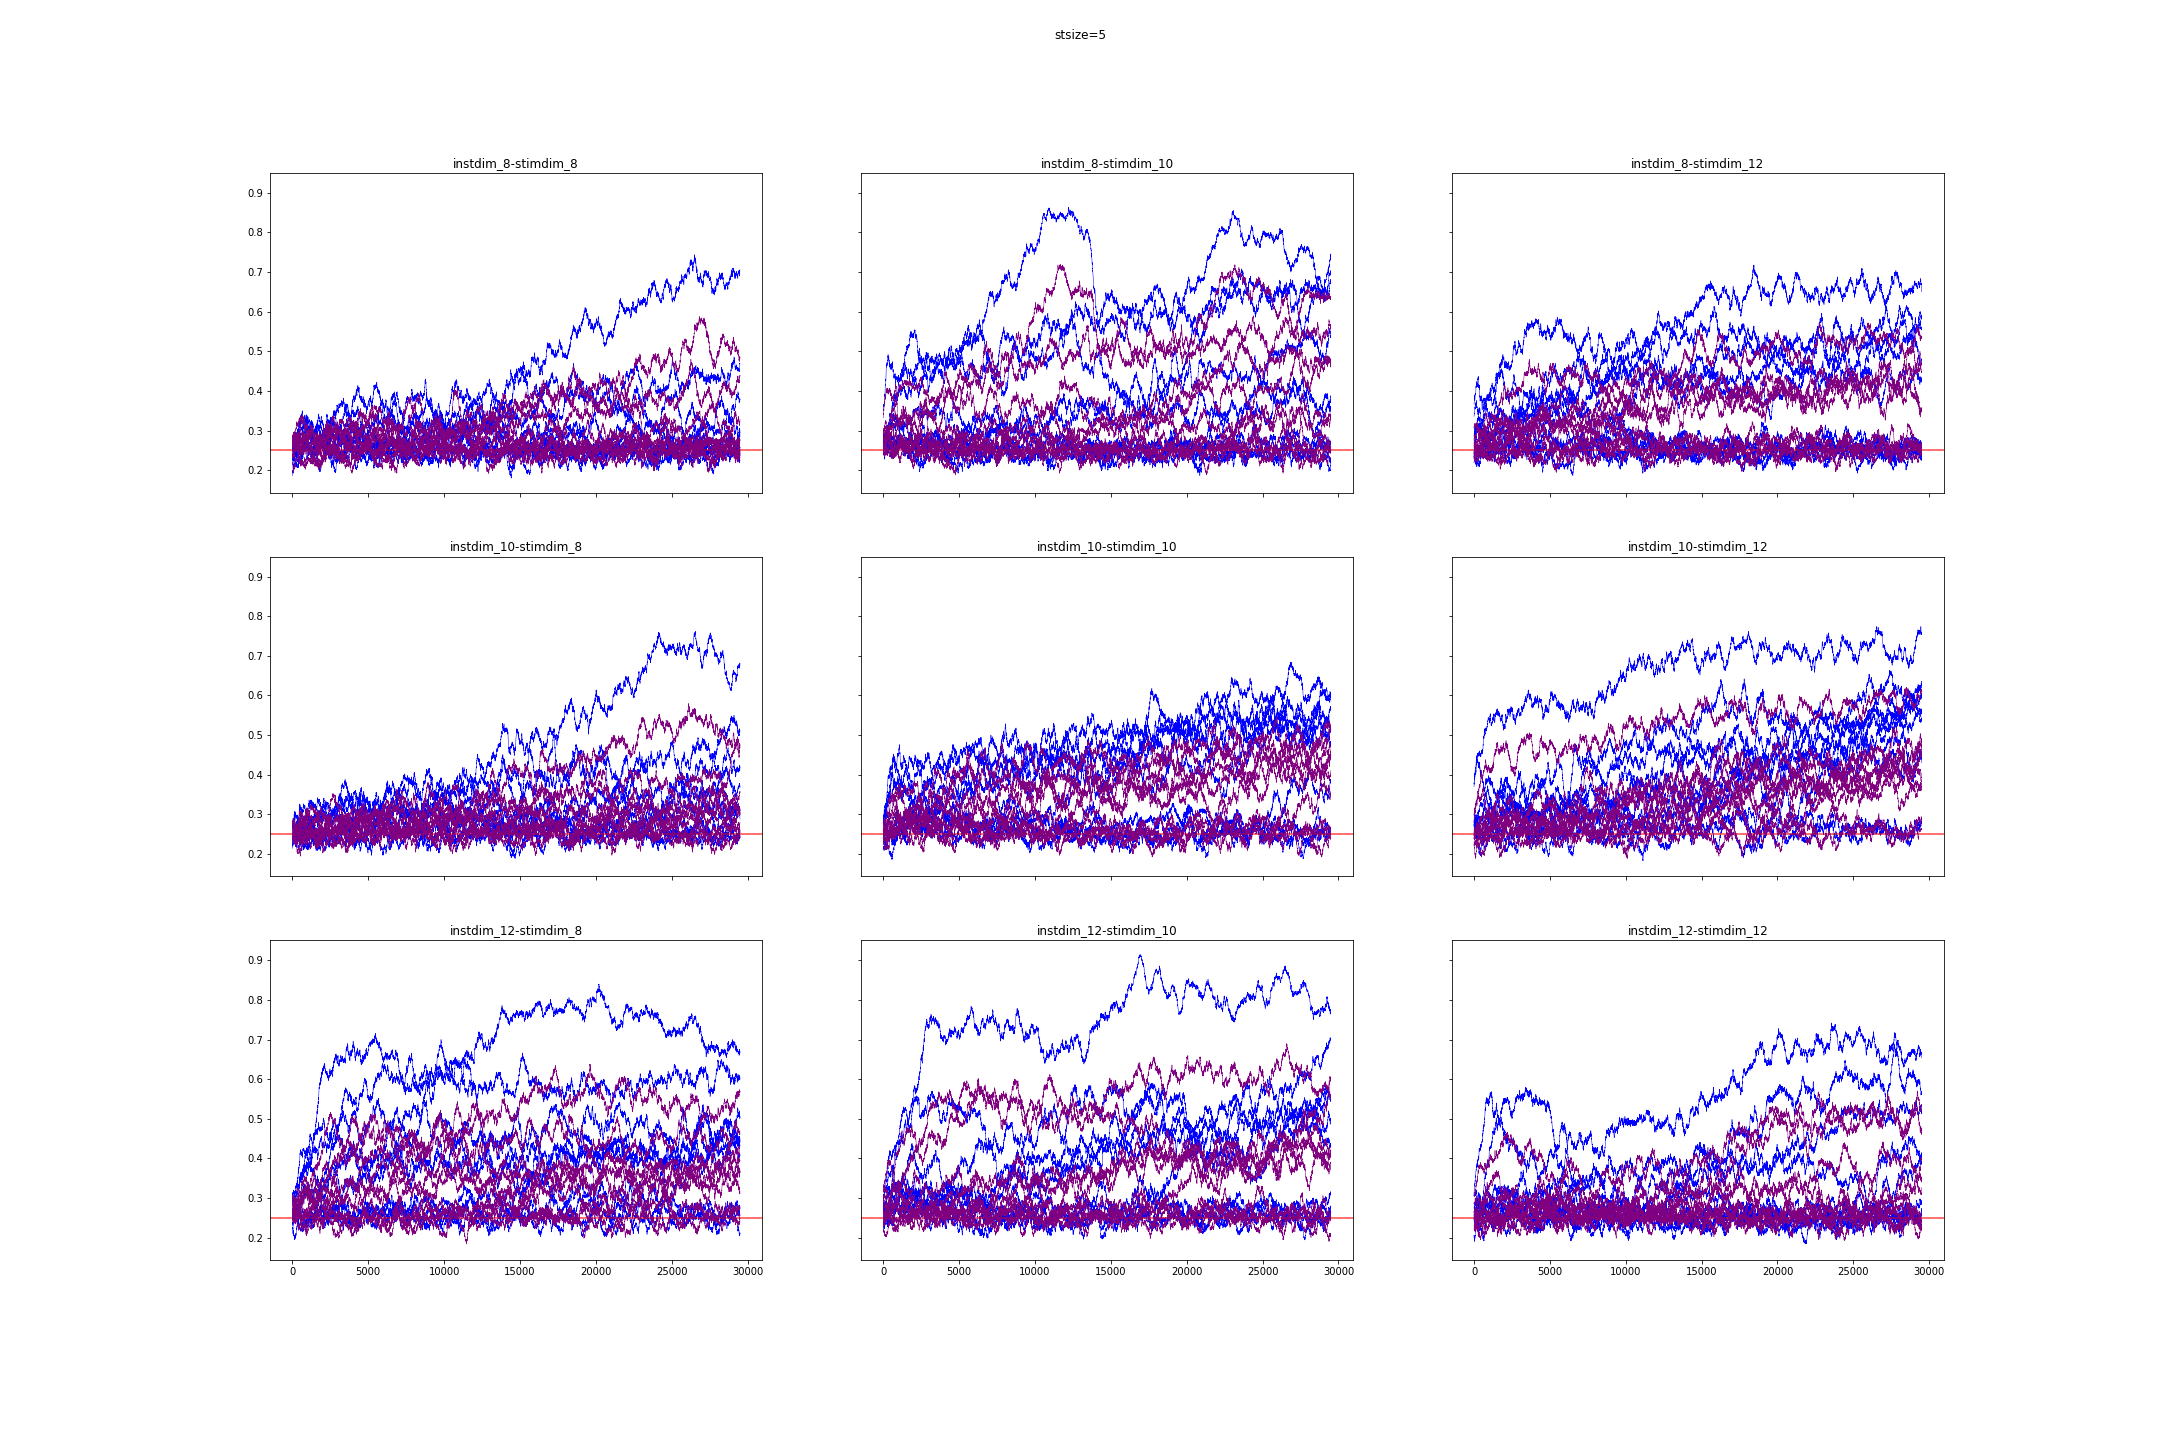 stsize=5
instdim_8-stimdim_8
instdim_8-stimdim_10
instdim_8-stimdim_12
0.9
0.8
0.7
0.6
0.5
0.4
0.3
0.2
instdim_10-stimdim_8
instdim_10-stimdim_10
instdim_10-stimdim_12
0.9
0.8
0.7
0.6
0.5
0.4
0.3
0.2
instdim_12-stimdim_8
instdim_12-stimdim_10
instdim_12-stimdim_12
0.9
0.8
0.7
0.6
0.5
0.4
0.3
0.2
0 5000 10000 15000 20000 25000 30000
0 5000 10000 15000 20000 25000 30000
0 5000 10000 15000 20000 25000 30000